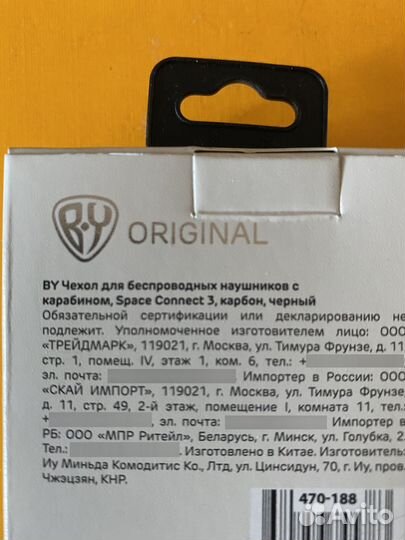 B·Y ORIGINAL
BY Чехол для беспроводных наушников с
карабином, Space Connect 3, карбон, черный
Обязательной сертификации или декларированию не
подлежит. Уполномоченное изготовителем лицо: ООО
«ТРЕЙДМАРК», 119021, г. Москва, ул. Тимура Фрунзе, д. 11,
стр. 1, помещ. IV, этаж 1, ком. 6, тел.: +
эл. почта: Импортер в России: ООО
«СКАЙ ИМПОРТ», 119021, г. Москва, ул. Тимура Фрунзе,
д. 11, стр. 49, 2-й этаж, помещение I, комната 11, тел.:
+ , эл. почта: Импортер в
РБ: ООО «МПР Ритейл», Беларусь, г. Минск, ул. Голубка, 2.
Тел.: Изготовлено в Китае. Изготовитель:
Иу Миньда Комодитис Ко., Лтд, ул. Цинсидун, 70, г. Иу, пров.
Чжэцзян, КНР.
470-188
Avito